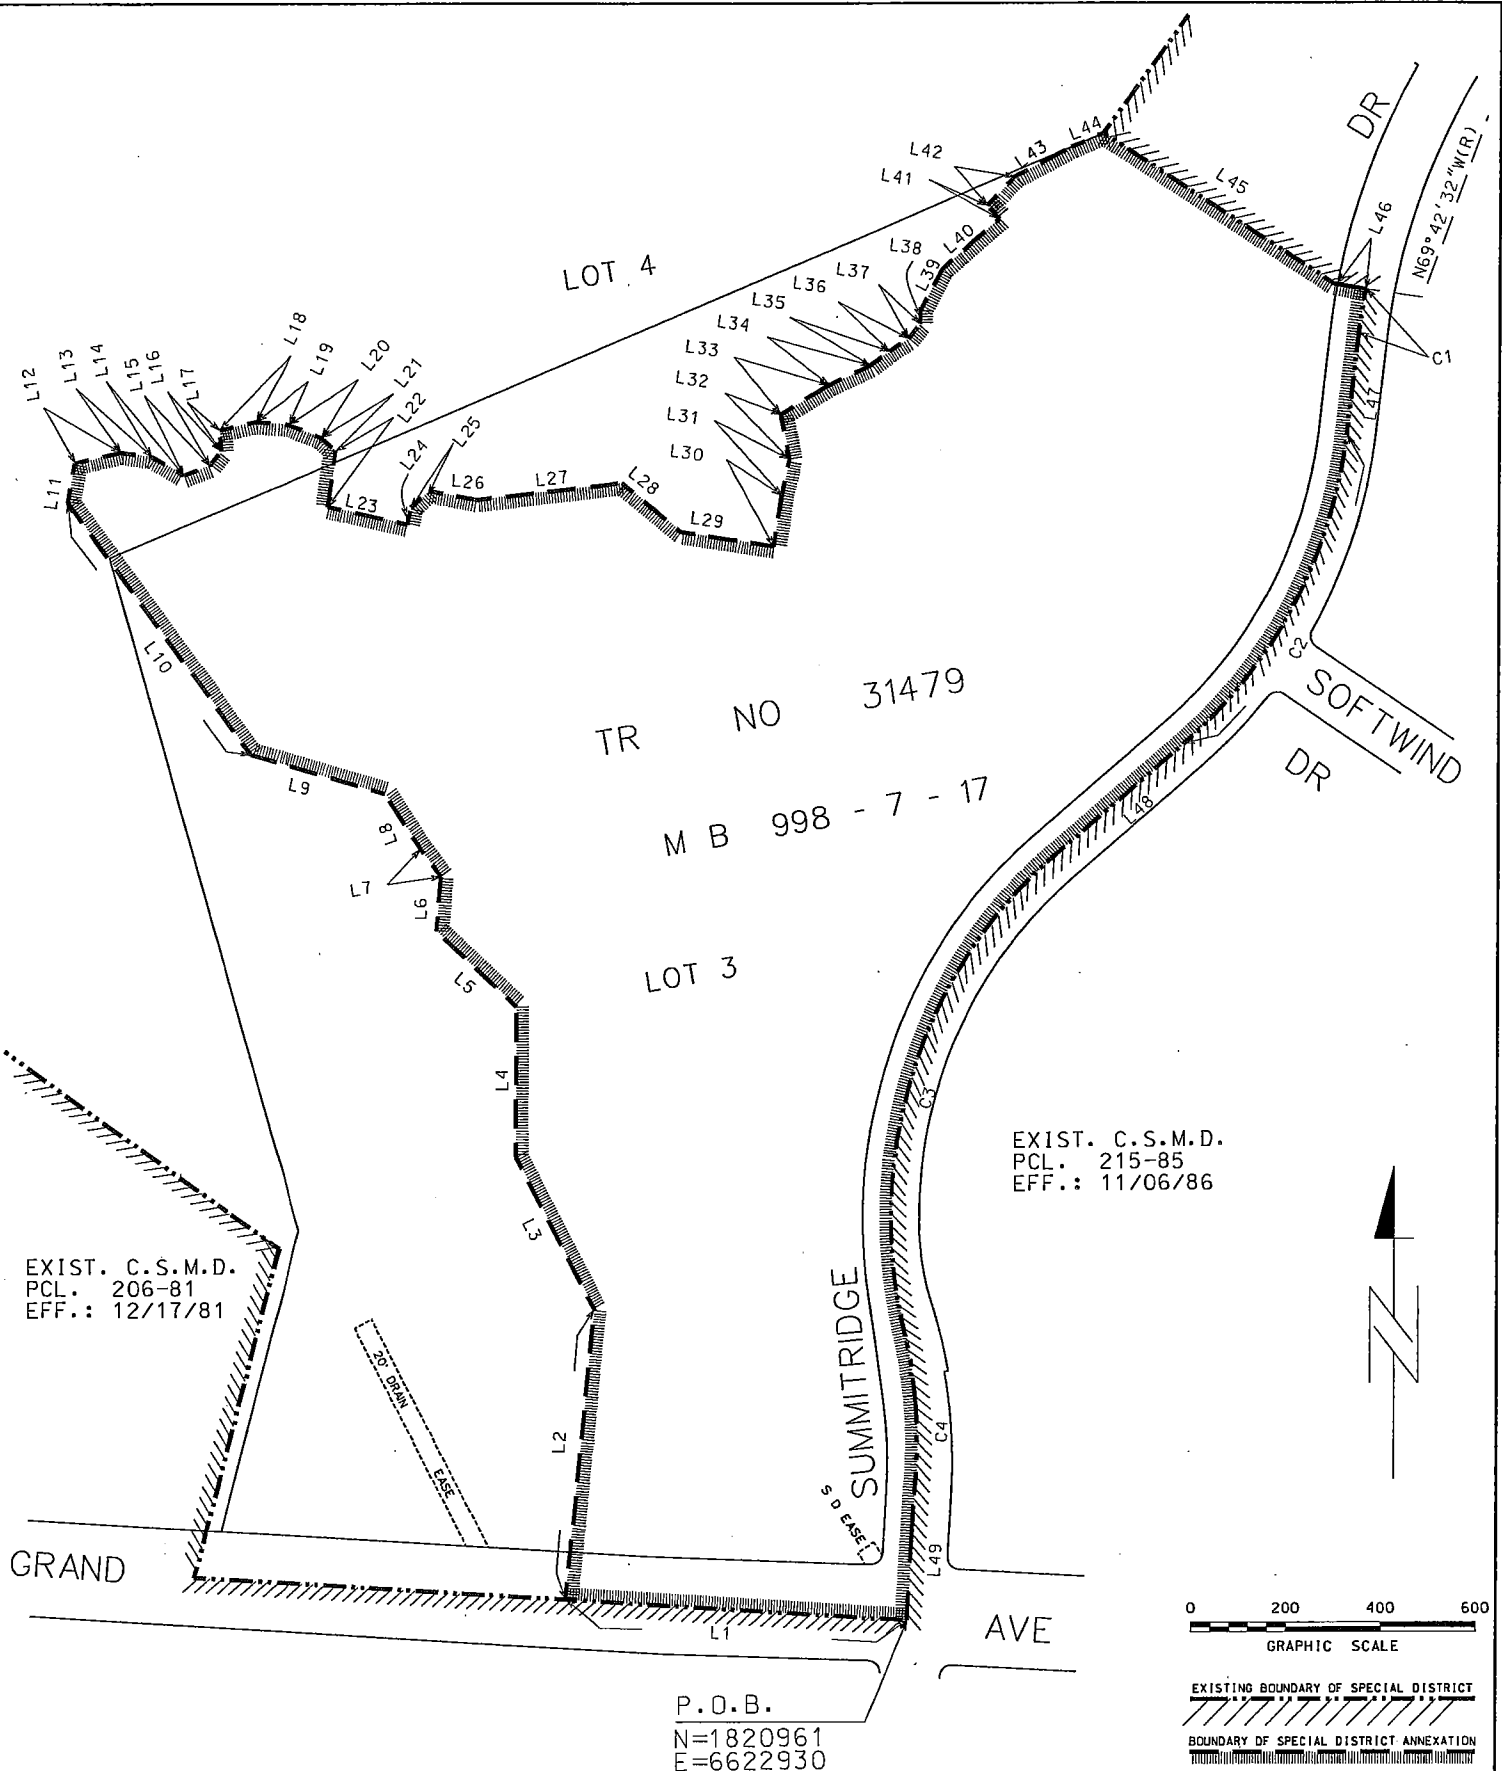 DR
N69°42'32"W(R)
L44
L43
L42
L41
L45
L46
L40
L38
L39
L37
L36
L35
L34
L33
L32
L31
L30
C1
L47
LOT 4
L18
L19
L20
L21
L22
L12
L13
L14
L15
L16
L17
L11
L24
L25
L23
L26
L27
L28
L29
L10
L9
L8
L7
L6
L5
L4
L3
L2
TR NO 31479
M B 998 - 7 - 17
LOT 3
C2
SOFTWIND
DR
L48
C3
EXIST. C.S.M.D.
PCL. 215-85
EFF.: 11/06/86
EXIST. C.S.M.D.
PCL. 206-81
EFF.: 12/17/81
20' DRAIN
EASE
SUMMITRIDGE
C4
S D EASE
L49
N
GRAND
AVE
L1
P.O.B.
N=1820961
E=6622930
0 200 400 600
GRAPHIC SCALE
EXISTING BOUNDARY OF SPECIAL DISTRICT
BOUNDARY OF SPECIAL DISTRICT ANNEXATION